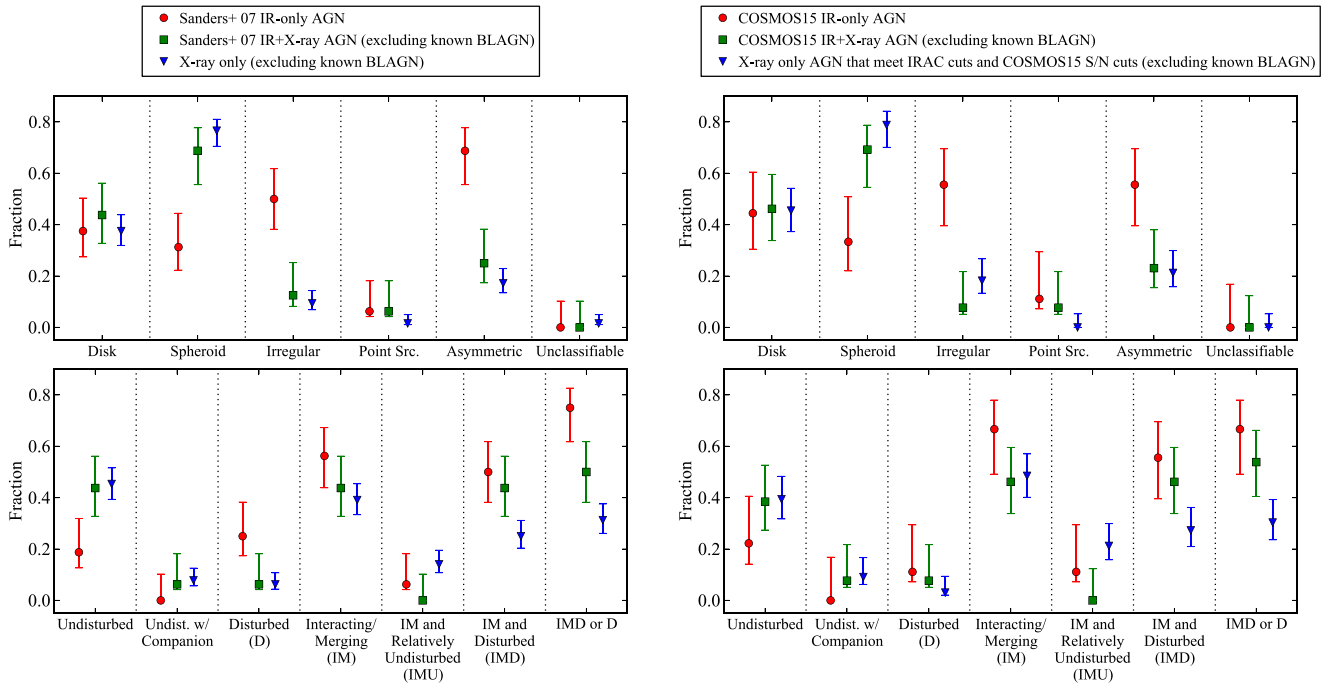 Sanders+ 07 IR-only AGN
Sanders+ 07 IR+X-ray AGN (excluding known BLAGN)
X-ray only (excluding known BLAGN)
Fraction
0.8
0.6
0.4
0.2
0.0
Disk Spheroid Irregular Point Src. Asymmetric Unclassifiable
Fraction
0.8
0.6
0.4
0.2
0.0
Undisturbed Undist. w/ Disturbed Interacting/ IM and IM and IMD or D
Companion (D) Merging Relatively Disturbed
(IM) Undisturbed (IMD)
(IMU)
COSMOS15 IR-only AGN
COSMOS15 IR+X-ray AGN (excluding known BLAGN)
X-ray only AGN that meet IRAC cuts and COSMOS15 S/N cuts (excluding known BLAGN)
Fraction
0.8
0.6
0.4
0.2
0.0
Disk Spheroid Irregular Point Src. Asymmetric Unclassifiable
Fraction
0.8
0.6
0.4
0.2
0.0
Undisturbed Undist. w/ Disturbed Interacting/ IM and IM and IMD or D
Companion (D) Merging Relatively Disturbed
(IM) Undisturbed (IMD)
(IMU)